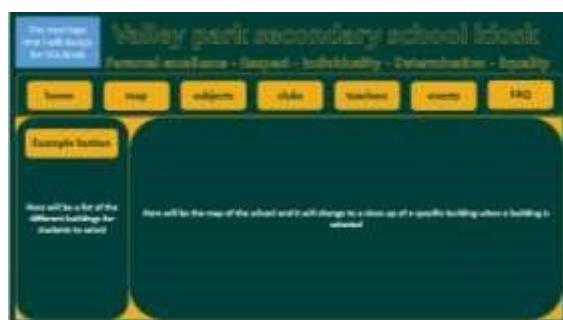 The new logo
that I will design
for the kiosk
Valley park secondary school kiosk
Personal excellence - Respect - Individuality - Determination - Equality
home
map
subjects
clubs
teachers
events
FAQ
Example button
Here will be a list of the
different buildings for
students to select
Here will be the map of the school and it will change to a close up of a specific building when a building is
selected